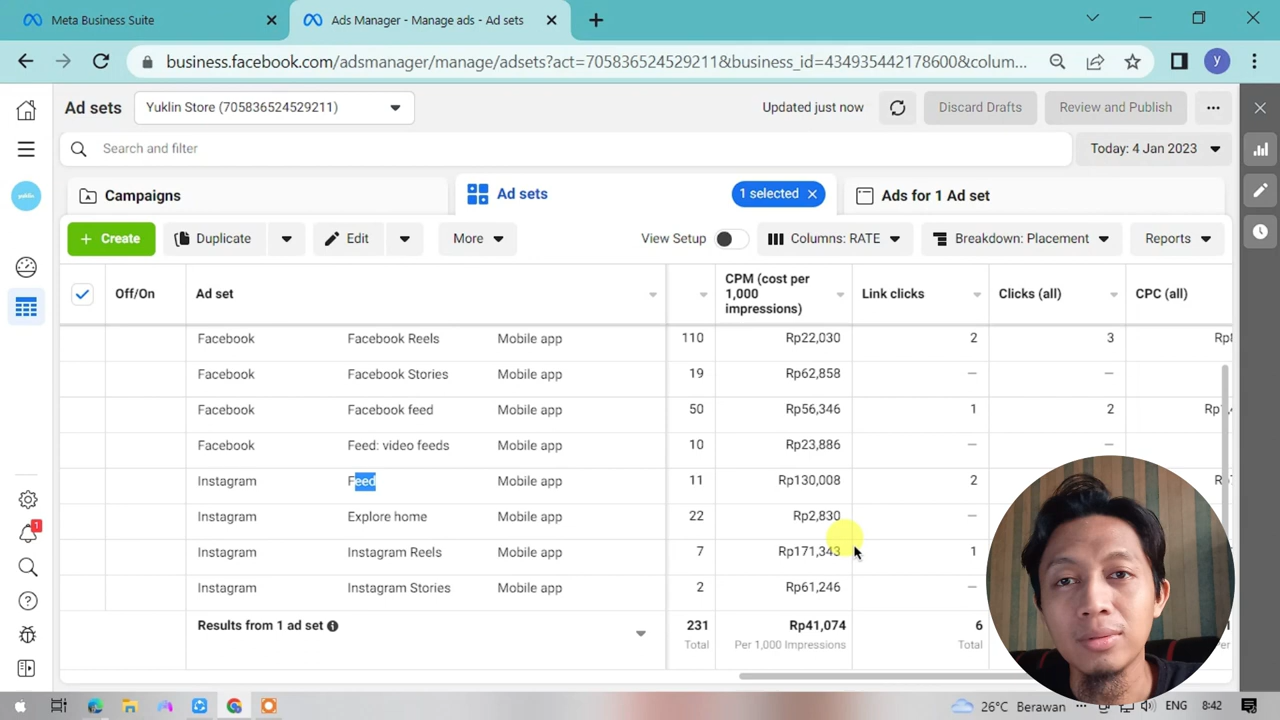 Meta Business Suite
Ads Manager - Manage ads - Ad sets
business.facebook.com/adsmanager/manage/adsets?act=705836524529211&business_id=434935442178600&colum...
y
Ad sets
Yuklin Store (705836524529211)
Updated just now
Discard Drafts
Review and Publish
Search and filter
Today: 4 Jan 2023
Campaigns
Ad sets
1 selected
Ads for 1 Ad set
+ Create
Duplicate
Edit
More
View Setup
Columns: RATE
Breakdown: Placement
Reports
Off/On
Ad set
CPM (cost per
1,000
impressions)
Link clicks
Clicks (all)
CPC (all)
Facebook Facebook Reels Mobile app 110 Rp22,030 2 3
Facebook Facebook Stories Mobile app 19 Rp62,858 — —
Facebook Facebook feed Mobile app 50 Rp56,346 1 2
Facebook Feed: video feeds Mobile app 10 Rp23,886 — —
Instagram Feed Mobile app 11 Rp130,008 2
Instagram Explore home Mobile app 22 Rp2,830 —
Instagram Instagram Reels Mobile app 7 Rp171,343 1
Instagram Instagram Stories Mobile app 2 Rp61,246 —
Results from 1 ad set 231 Rp41,074 6
Total Per 1,000 Impressions Total
1
26°C Berawan
ENG
8:42